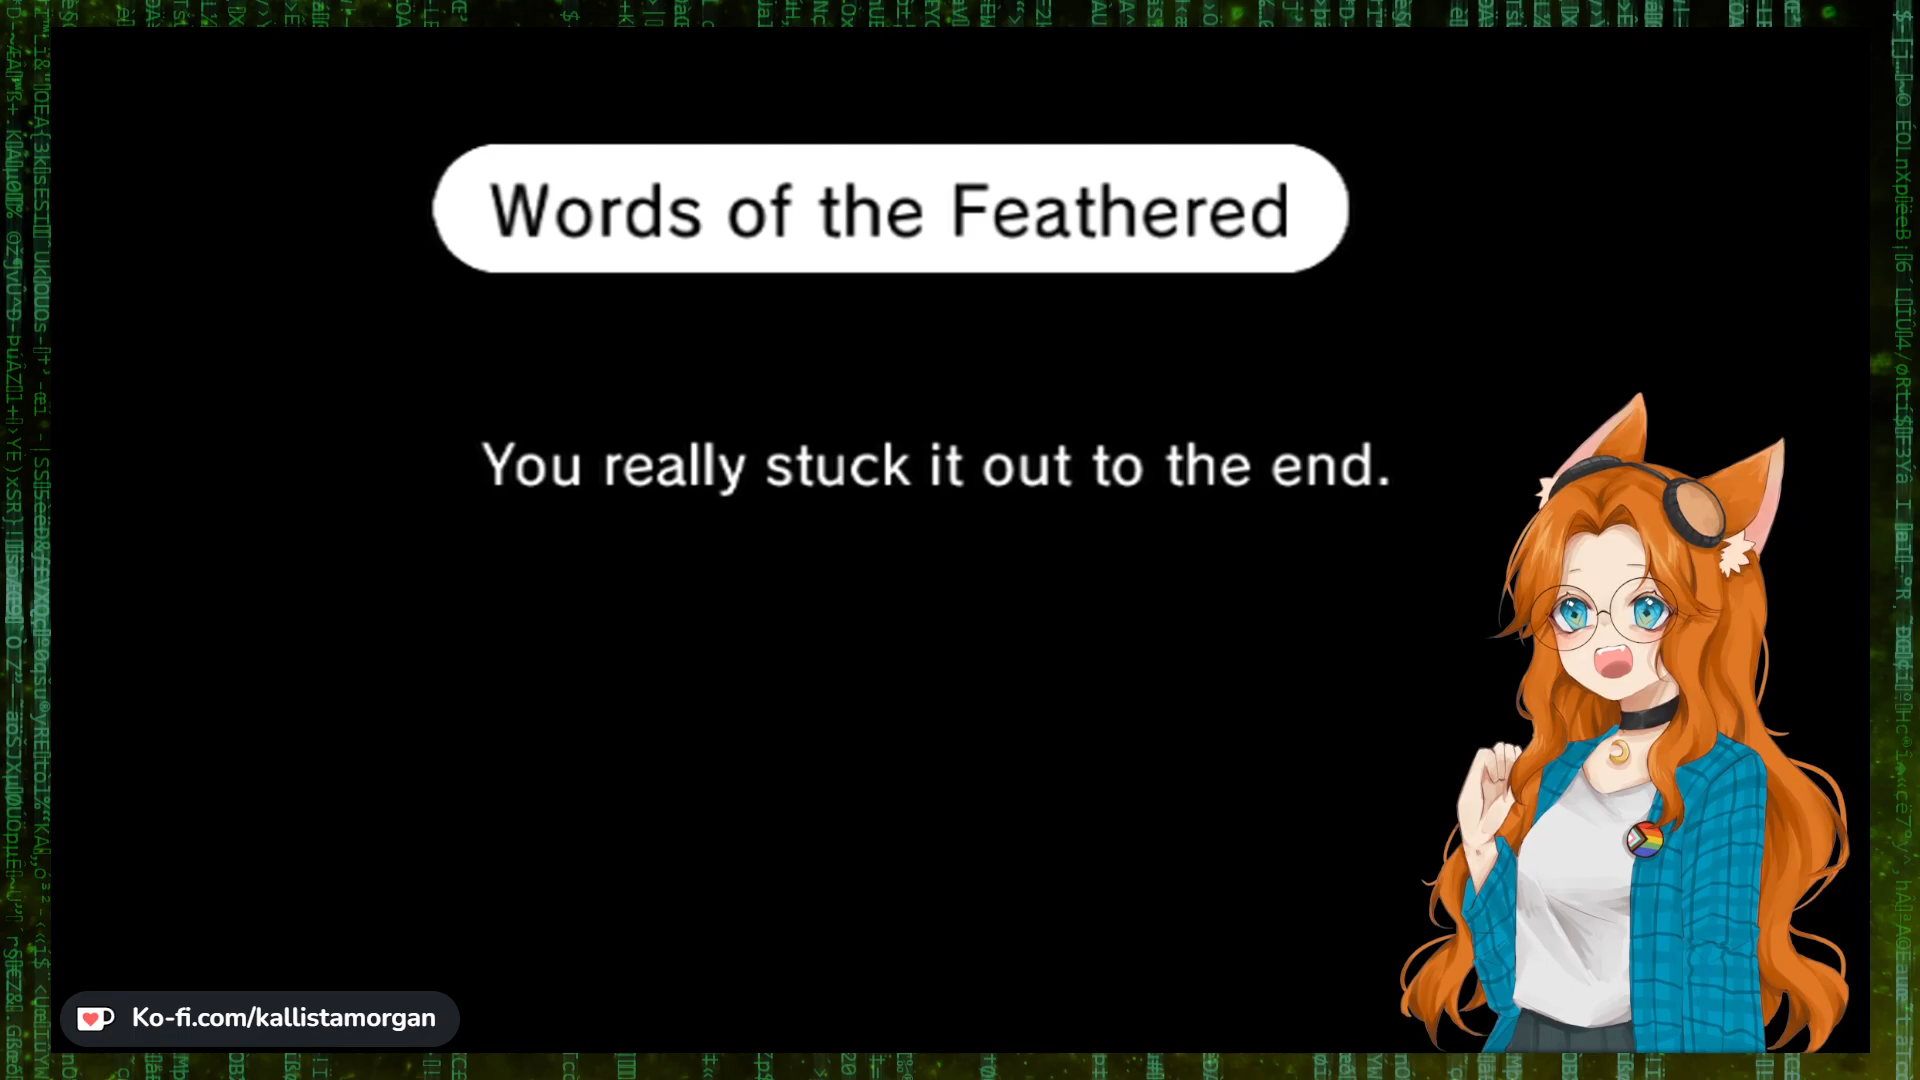 Words of the Feathered
You really stuck it out to the end.
Ko-fi.com/kallistamorgan